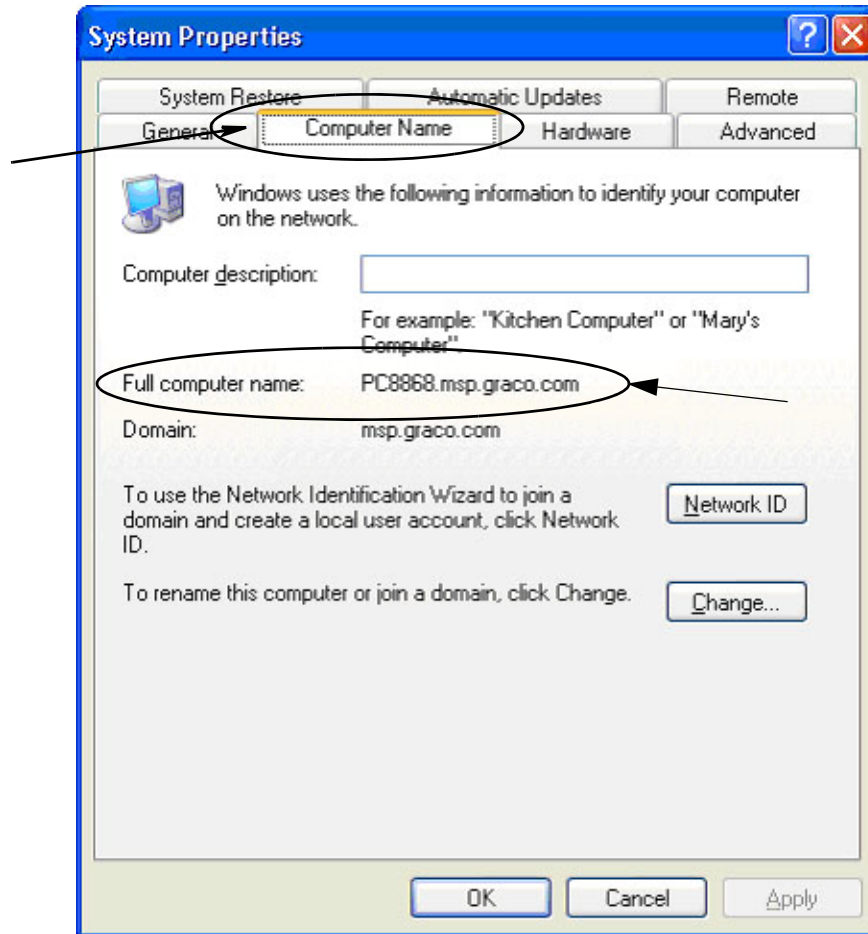 System Properties
System Restore Automatic Updates Remote
General Computer Name Hardware Advanced
Windows uses the following information to identify your computer
on the network.
Computer description:
For example: "Kitchen Computer" or "Mary's
Computer".
Full computer name: PC8868.msp.graco.com
Domain: msp.graco.com
To use the Network Identification Wizard to join a
domain and create a local user account, click Network
ID.
Network ID
To rename this computer or join a domain, click Change.
Change...
OK Cancel Apply